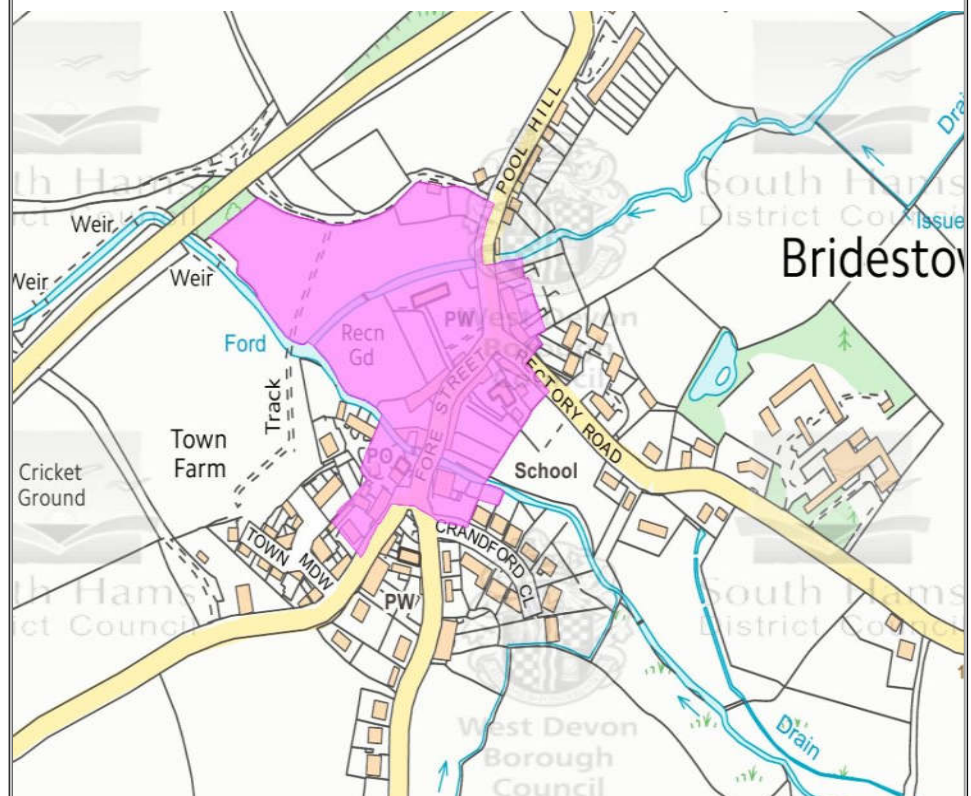 POOL HILL
South Hams
District Council
South Hams
District Council
Drai
Issue
Weir
Weir
Weir
Bridestow
West Devon
Borough
Council
PW
Recn
Gd
Ford
FORE STREET
RECTORY ROAD
Track
Town
Farm
Cricket
Ground
PO
School
TOWN MDW
CRANDFORD CL
PW
South Hams
District Council
South Hams
District Council
West Devon
Borough
Council
Drain